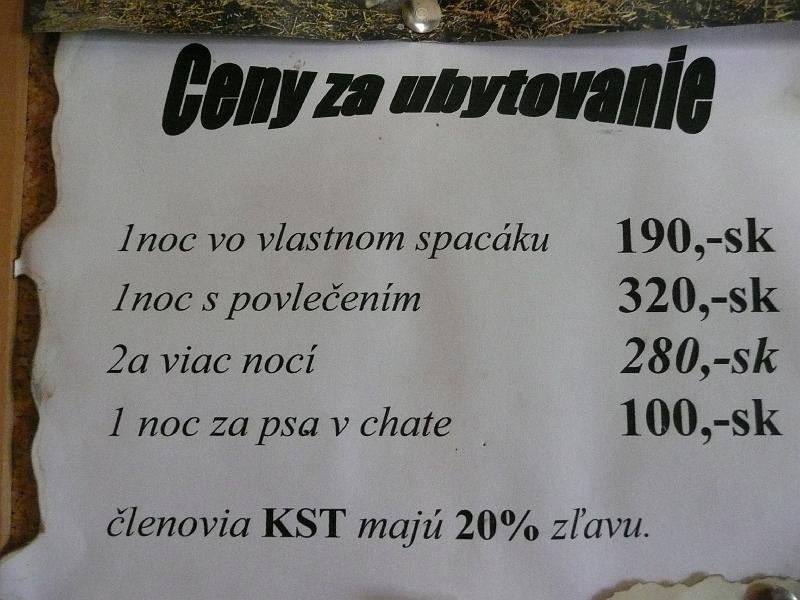 Ceny za ubytovanie
1noc vo vlastnom spacáku 190,-sk
1noc s povlečením 320,-sk
2a viac nocí 280,-sk
1 noc za psa v chate 100,-sk
členovia KST majú 20% zľavu.